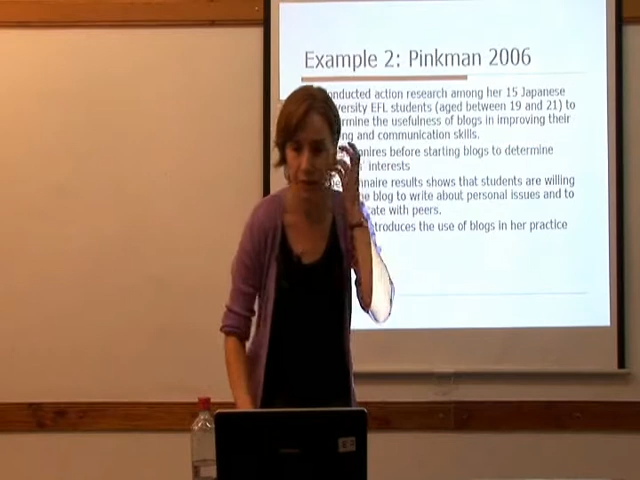 Example 2: Pinkman 2006
onducted action research among her 15 Japanese
versity EFL students (aged between 19 and 21) to
rmine the usefulness of blogs in improving their
ng and communication skills.
nires before starting blogs to determine
interests
nnaire results shows that students are willing
blog to write about personal issues and to
ate with peers.
troduces the use of blogs in her practice